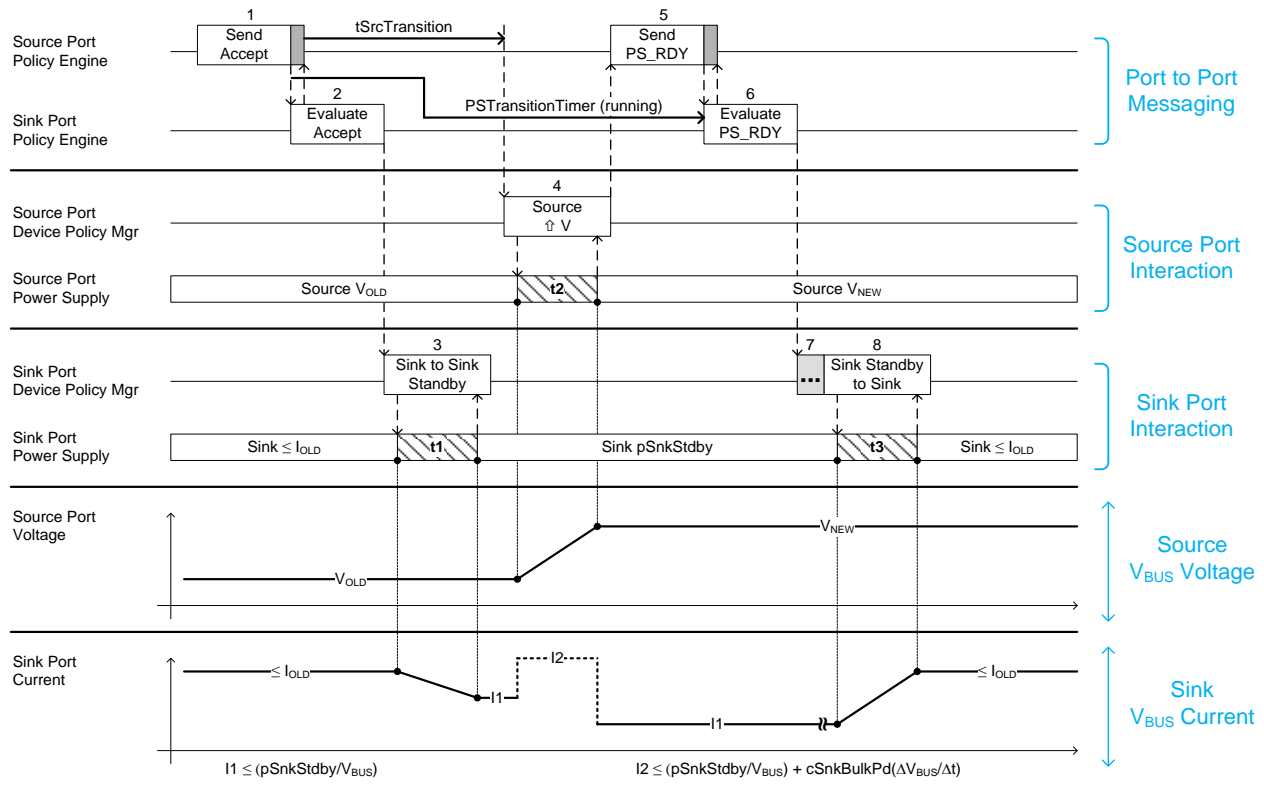 1
Send
Accept
tSrcTransition
5
Send
PS_RDY
Source Port
Policy Engine
Port to Port
Messaging
2
Evaluate
Accept
PSTransitionTimer (running)
6
Evaluate
PS_RDY
Sink Port
Policy Engine
4
Source
⇧ V
Source Port
Device Policy Mgr
Source Port
Interaction
Source Port
Power Supply
Source VOLD
t2
Source VNEW
3
Sink to Sink
Standby
7
...
8
Sink Standby
to Sink
Sink Port
Device Policy Mgr
Sink Port
Interaction
Sink Port
Power Supply
Sink ≤ IOLD
t1
Sink pSnkStdby
t3
Sink ≤ IOLD
Source Port
Voltage
VOLD
VNEW
Source
VBUS Voltage
Sink Port
Current
≤ IOLD
I1
I2
I1
≤ IOLD
Sink
VBUS Current
I1 ≤ (pSnkStdby/VBUS)
I2 ≤ (pSnkStdby/VBUS) + cSnkBulkPd(ΔVBUS/Δt)